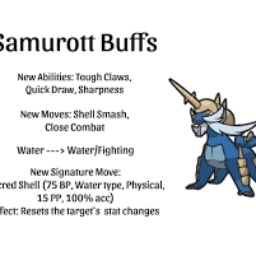 Samurott Buffs
New Abilities: Tough Claws,
Quick Draw, Sharpness
New Moves: Shell Smash,
Close Combat
Water ---> Water/Fighting
New Signature Move:
cred Shell (75 BP, Water type, Physical,
15 PP, 100% acc)
ffect: Resets the target's stat changes